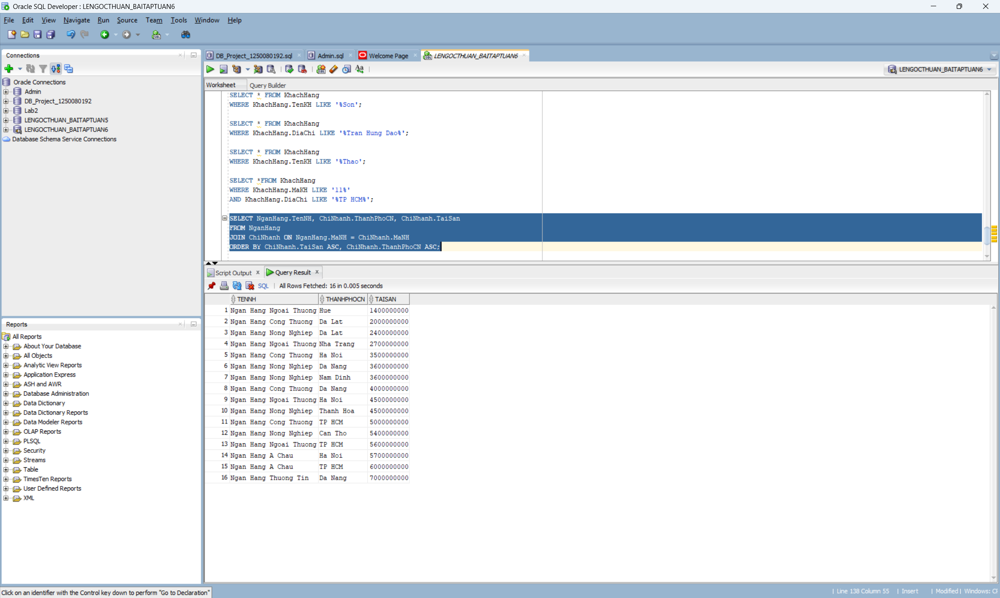 Oracle SQL Developer : LENGOCTHUAN_BAITAPTUAN6
File Edit View Navigate Run Source Team Tools Window Help
Connections
Oracle Connections
Admin
DB_Project_1250080192
Lab2
LENGOCTHUAN_BAITAPTUAN5
LENGOCTHUAN_BAITAPTUAN6
Database Schema Service Connections
Reports
All Reports
About Your Database
All Objects
Analytic View Reports
Application Express
ASH and AWR
Database Administration
Data Dictionary
Data Dictionary Reports
Data Modeler Reports
OLAP Reports
PLSQL
Security
Streams
Table
TimesTen Reports
User Defined Reports
XML
DB_Project_1250080192.sql Admin.sql Welcome Page LENGOCTHUAN_BAITAPTUAN6
LENGOCTHUAN_BAITAPTUAN6
Worksheet Query Builder
SELECT * FROM KhachHang
WHERE KhachHang.TenKH LIKE '%Son';
SELECT * FROM KhachHang
WHERE KhachHang.DiaChi LIKE '%Tran Hung Dao%';
SELECT * FROM KhachHang
WHERE KhachHang.TenKH LIKE '%Thao';
SELECT *FROM KhachHang
WHERE KhachHang.MaKH LIKE '11%'
AND KhachHang.DiaChi LIKE '%TP HCM%';
SELECT NganHang.TenNH, ChiNhanh.ThanhPhoCN, ChiNhanh.TaiSan
FROM NganHang
JOIN ChiNhanh ON NganHang.MaNH = ChiNhanh.MaNH
ORDER BY ChiNhanh.TaiSan ASC, ChiNhanh.ThanhPhoCN ASC;
Script Output Query Result
SQL | All Rows Fetched: 16 in 0.005 seconds
TENNH THANHPHOCN TAISAN
1 Ngan Hang Ngoai Thuong Hue 1400000000
2 Ngan Hang Cong Thuong Da Lat 2000000000
3 Ngan Hang Nong Nghiep Da Lat 2400000000
4 Ngan Hang Ngoai Thuong Nha Trang 2700000000
5 Ngan Hang Cong Thuong Ha Noi 3500000000
6 Ngan Hang Nong Nghiep Da Nang 3600000000
7 Ngan Hang Nong Nghiep Nam Dinh 3600000000
8 Ngan Hang Cong Thuong Da Nang 4000000000
9 Ngan Hang Ngoai Thuong Ha Noi 4500000000
10 Ngan Hang Nong Nghiep Thanh Hoa 4500000000
11 Ngan Hang Cong Thuong TP HCM 5000000000
12 Ngan Hang Nong Nghiep Can Tho 5400000000
13 Ngan Hang Ngoai Thuong TP HCM 5600000000
14 Ngan Hang A Chau Ha Noi 5700000000
15 Ngan Hang A Chau TP HCM 6000000000
16 Ngan Hang Thuong Tin Da Nang 7000000000
Click on an identifier with the Control key down to perform "Go to Declaration"
| Line 138 Column 55 | Insert | Modified | Windows: